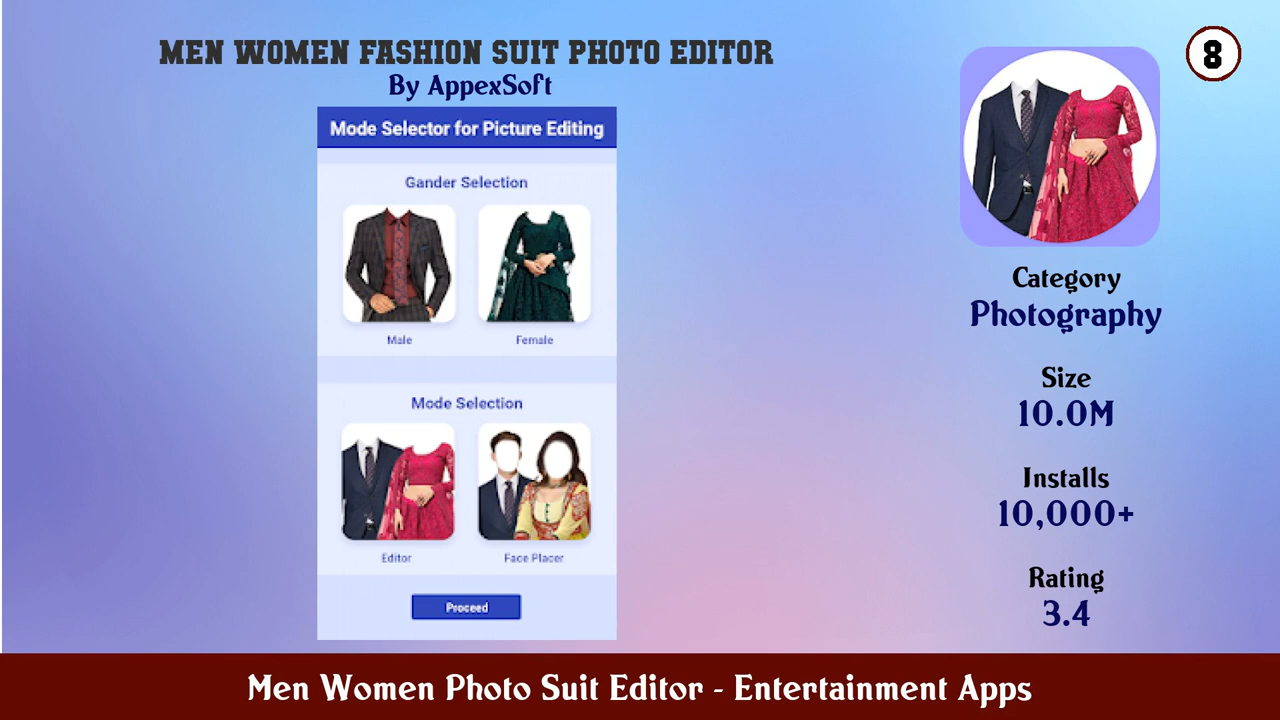 MEN WOMEN FASHION SUIT PHOTO EDITOR
By AppexSoft
8
Mode Selector for Picture Editing
Gander Selection
Male Female
Mode Selection
Editor Face Placer
Proceed
Category
Photography
Size
10.0M
Installs
10,000+
Rating
3.4
Men Women Photo Suit Editor - Entertainment Apps